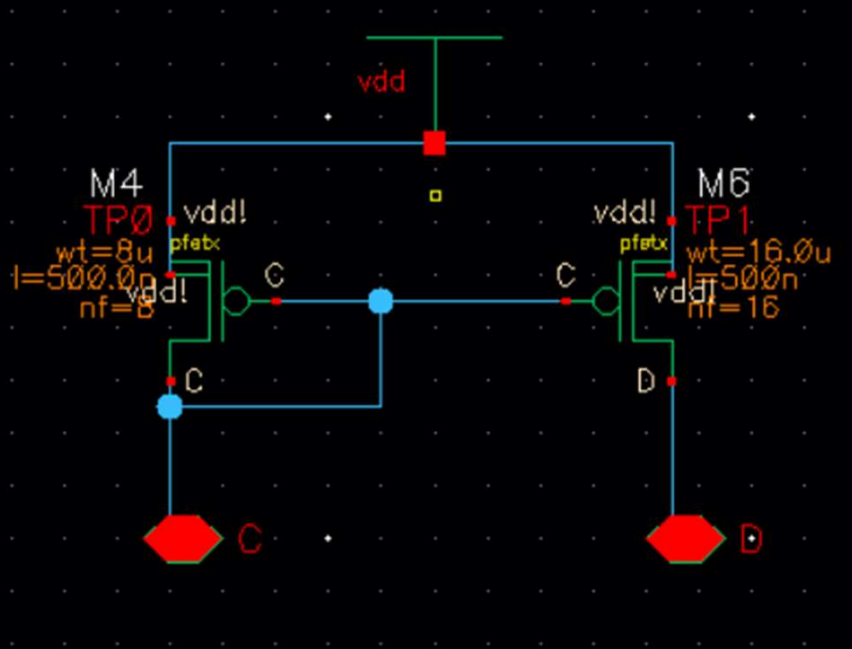 vdd
M4
TP0
vdd!
pfetx
wt=8u
l=500.0n
vdd!
nf=8
C
C
C
M6
vdd!
TP1
pfetx
wt=16.0u
l=500n
vdd!
nf=16
C
D
D